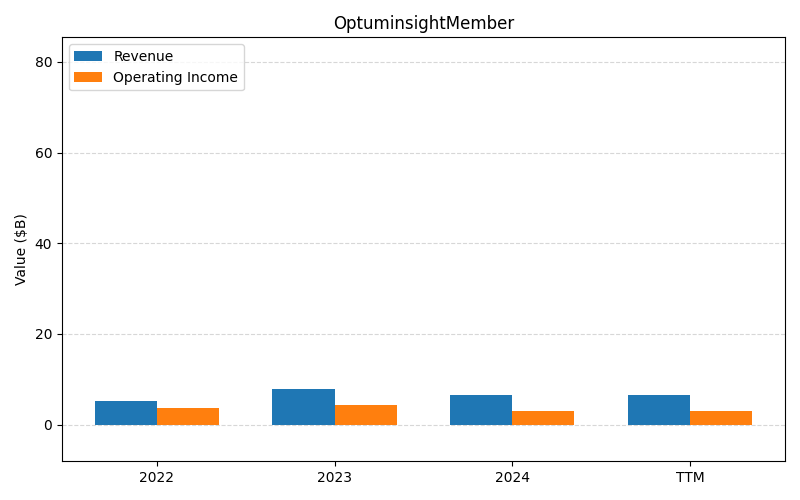 OptuminsightMember
Revenue
Operating Income
Value ($B)
80
60
40
20
0
2022 2023 2024 TTM